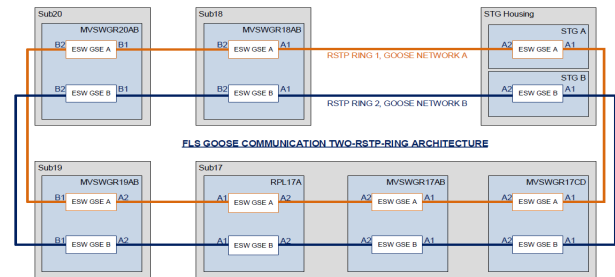 Sub20
Sub18
STG Housing
MVSWGR20AB
MVSWGR18AB
STG A
B2 ESW GSE A B1
B2 ESW GSE A A1
A2 ESW GSE A A1
RSTP RING 1, GOOSE NETWORK A
STG B
B2 ESW GSE B B1
B2 ESW GSE B A1
A2 ESW GSE B A1
RSTP RING 2, GOOSE NETWORK B
FLS GOOSE COMMUNICATION TWO-RSTP-RING ARCHITECTURE
Sub19
Sub17
MVSWGR19AB
RPL17A
MVSWGR17AB
MVSWGR17CD
B1 ESW GSE A A2
A1 ESW GSE A A2
A2 ESW GSE A A1
A2 ESW GSE A A1
B1 ESW GSE B A2
A1 ESW GSE B A2
A2 ESW GSE B A1
A2 ESW GSE B A1